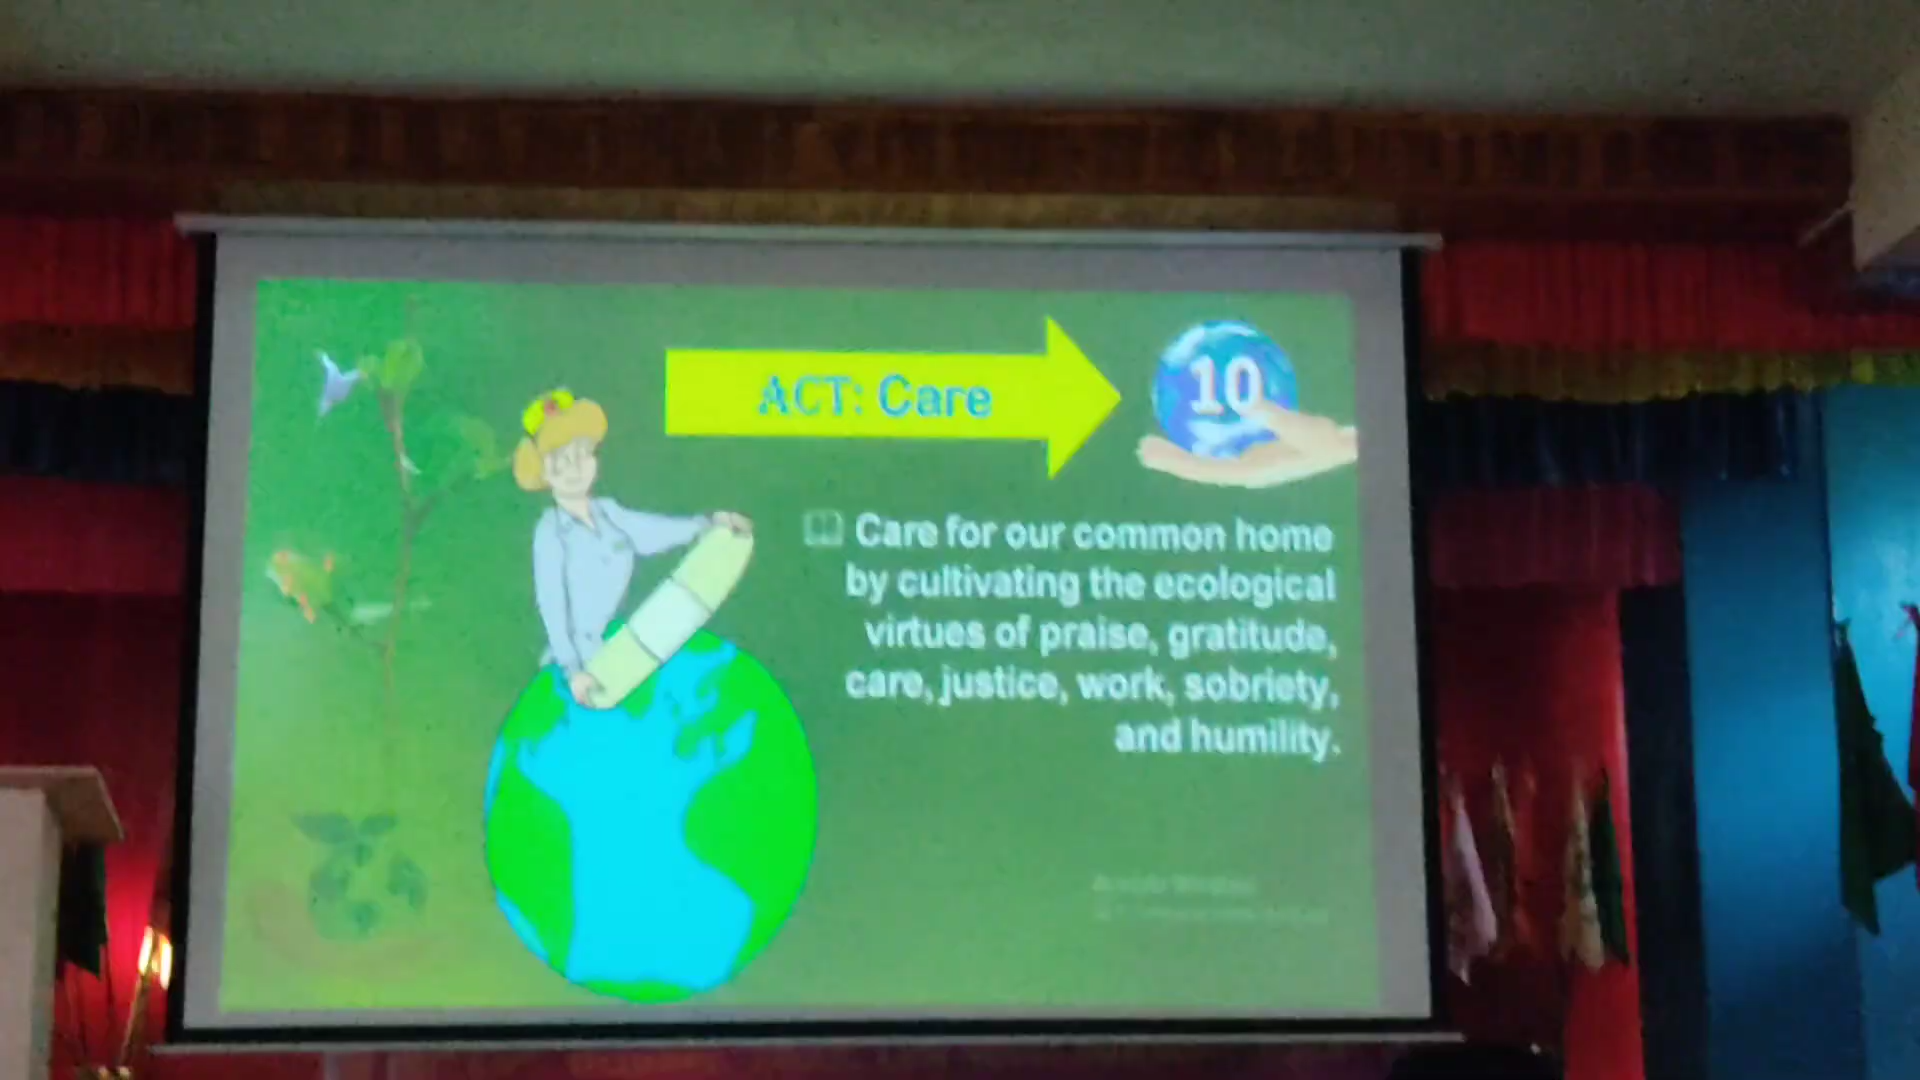 ACT: Care
10
Care for our common home
by cultivating the ecological
virtues of praise, gratitude,
care, justice, work, sobriety,
and humility.